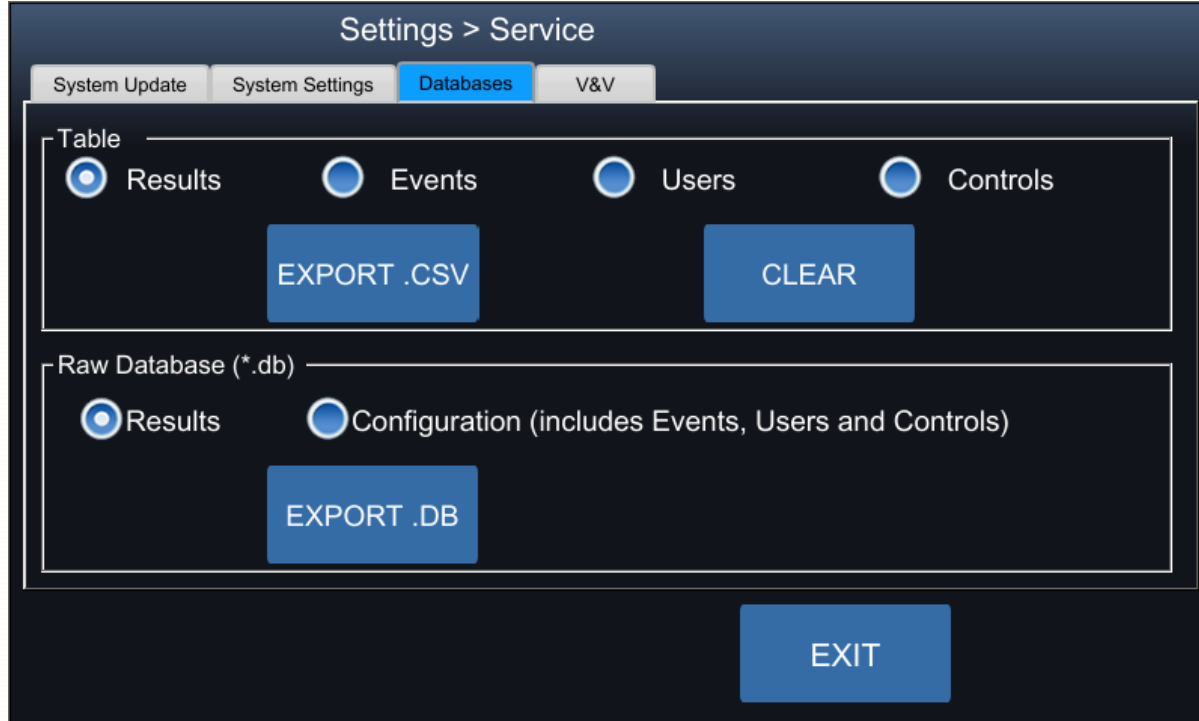 Settings > Service
System Update System Settings Databases V&V
Table
Results Events Users Controls
EXPORT .CSV CLEAR
Raw Database (*.db)
Results Configuration (includes Events, Users and Controls)
EXPORT .DB
EXIT